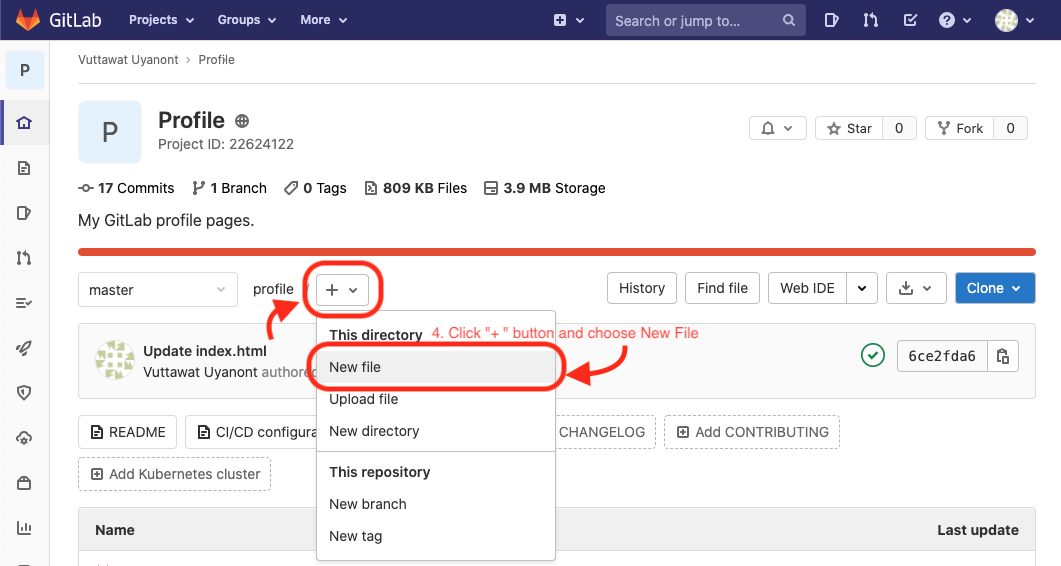 GitLab Projects Groups More Search or jump to...
P Vuttawat Uyanont › Profile
P Profile
Project ID: 22624122
Star 0 Fork 0
17 Commits 1 Branch 0 Tags 809 KB Files 3.9 MB Storage
My GitLab profile pages.
master profile / + History Find file Web IDE Clone
This directory 4. Click "+ " button and choose New File
Update index.html
Vuttawat Uyanont authored
6ce2fda6
New file
Upload file
New directory
README CI/CD configura CHANGELOG Add CONTRIBUTING
Add Kubernetes cluster
This repository
New branch
New tag
Name Last update